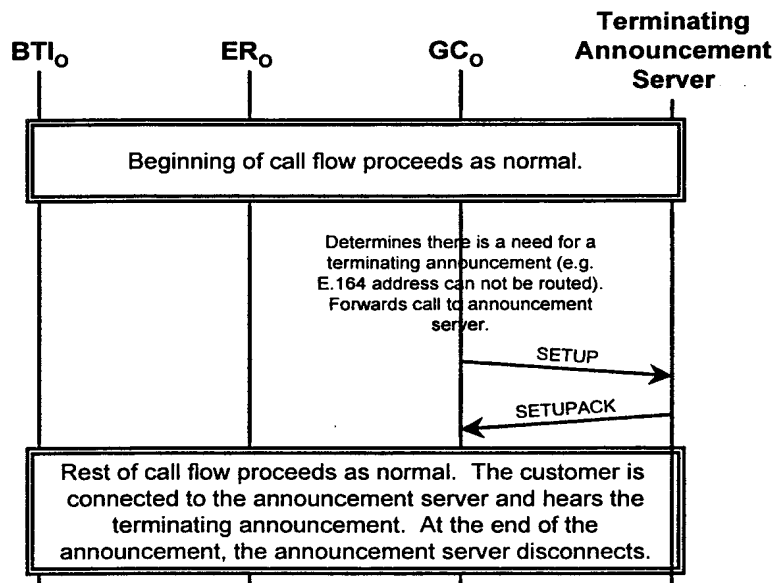 Terminating
BTIO ERO GCO Announcement
Server
Beginning of call flow proceeds as normal.
Determines there is a need for a
terminating announcement (e.g.
E.164 address can not be routed).
Forwards call to announcement
server.
SETUP
SETUPACK
Rest of call flow proceeds as normal. The customer is
connected to the announcement server and hears the
terminating announcement. At the end of the
announcement, the announcement server disconnects.